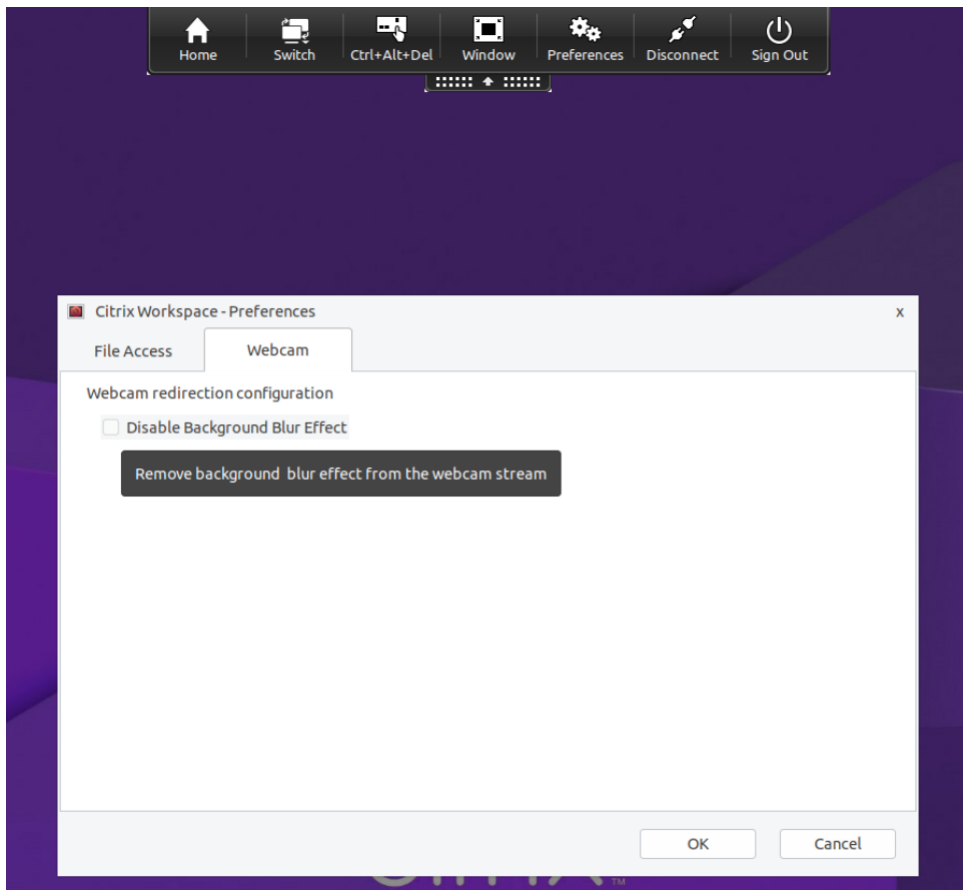 Home Switch Ctrl+Alt+Del Window Preferences Disconnect Sign Out
Citrix Workspace - Preferences x
File Access Webcam
Webcam redirection configuration
Disable Background Blur Effect
Remove background blur effect from the webcam stream
OK Cancel
TM